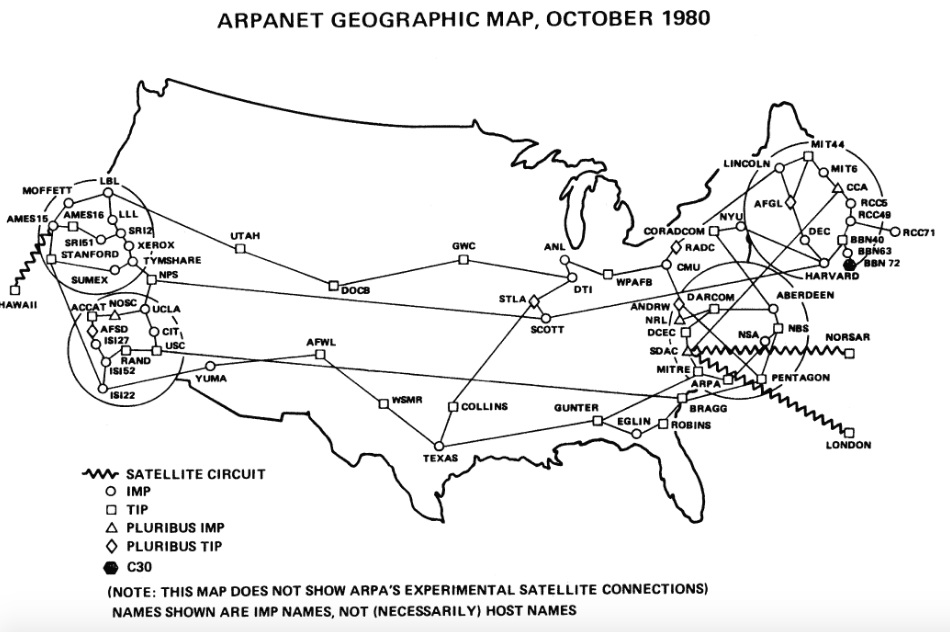 ARPANET GEOGRAPHIC MAP, OCTOBER 1980
MIT44
LINCOLN
MIT6
LBL
MOFFETT
CCA
AMES15
AMES16
LLL
AFGL
RCC5
RCC49
NYU
SRI2
CORADCOM
DEC
RCC71
SRI51
UTAH
BBN40
STANFORD
XEROX
GWC
ANL
RADC
BBN63
TYMSHARE
BBN 72
CMU
HARVARD
SUMEX
NPS
WPAFB
DTI
DOCB
HAWAII
STLA
DARCOM
ABERDEEN
ACCAT
NOSC
UCLA
ANDRW
NRL
SCOTT
AFSD
CIT
DCEC
NSA
NBS
ISI27
AFWL
NORSAR
RAND
USC
SDAC
ISI52
MITRE
YUMA
ARPA
PENTAGON
ISI22
WSMR
COLLINS
GUNTER
BRAGG
EGLIN
ROBINS
LONDON
TEXAS
SATELLITE CIRCUIT
IMP
TIP
PLURIBUS IMP
PLURIBUS TIP
C30
(NOTE: THIS MAP DOES NOT SHOW ARPA'S EXPERIMENTAL SATELLITE CONNECTIONS)
NAMES SHOWN ARE IMP NAMES, NOT (NECESSARILY) HOST NAMES